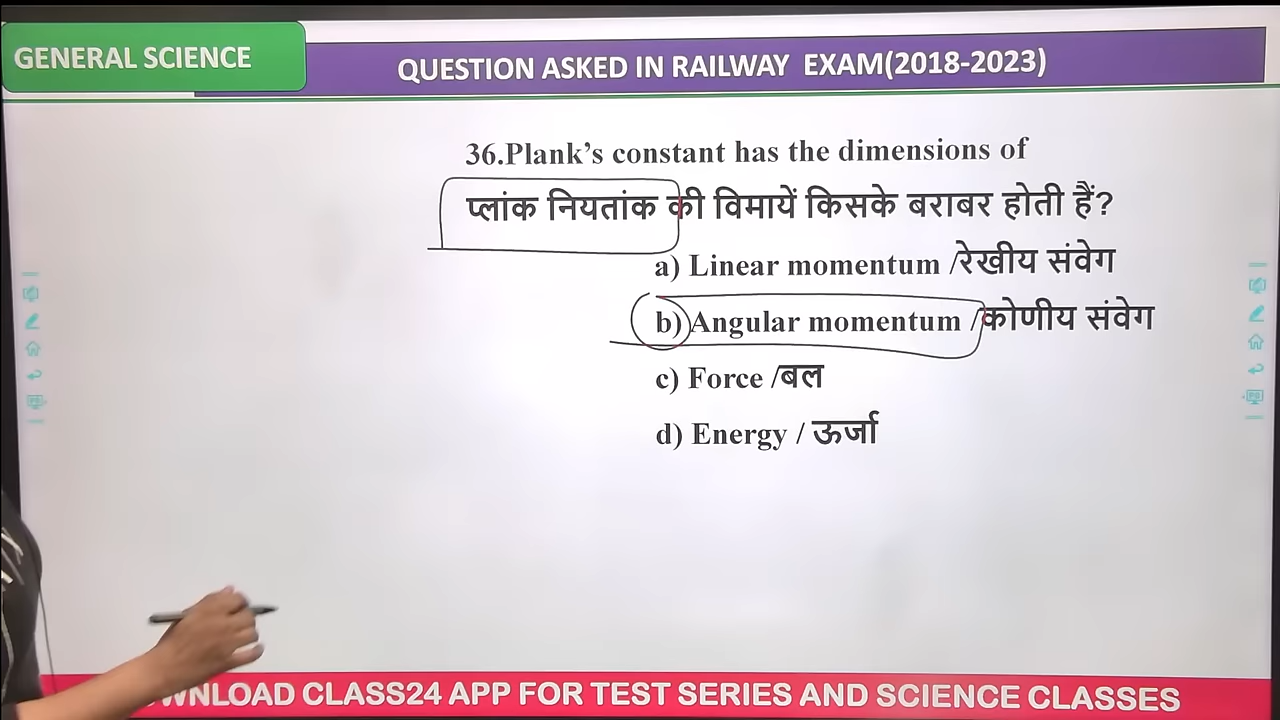 GENERAL SCIENCE
QUESTION ASKED IN RAILWAY EXAM(2018-2023)
36.Plank's constant has the dimensions of
प्लांक नियतांक की विमायें किसके बराबर होती हैं?
a) Linear momentum /रेखीय संवेग
b) Angular momentum /कोणीय संवेग
c) Force /बल
d) Energy / ऊर्जा
WNLOAD CLASS24 APP FOR TEST SERIES AND SCIENCE CLASSES